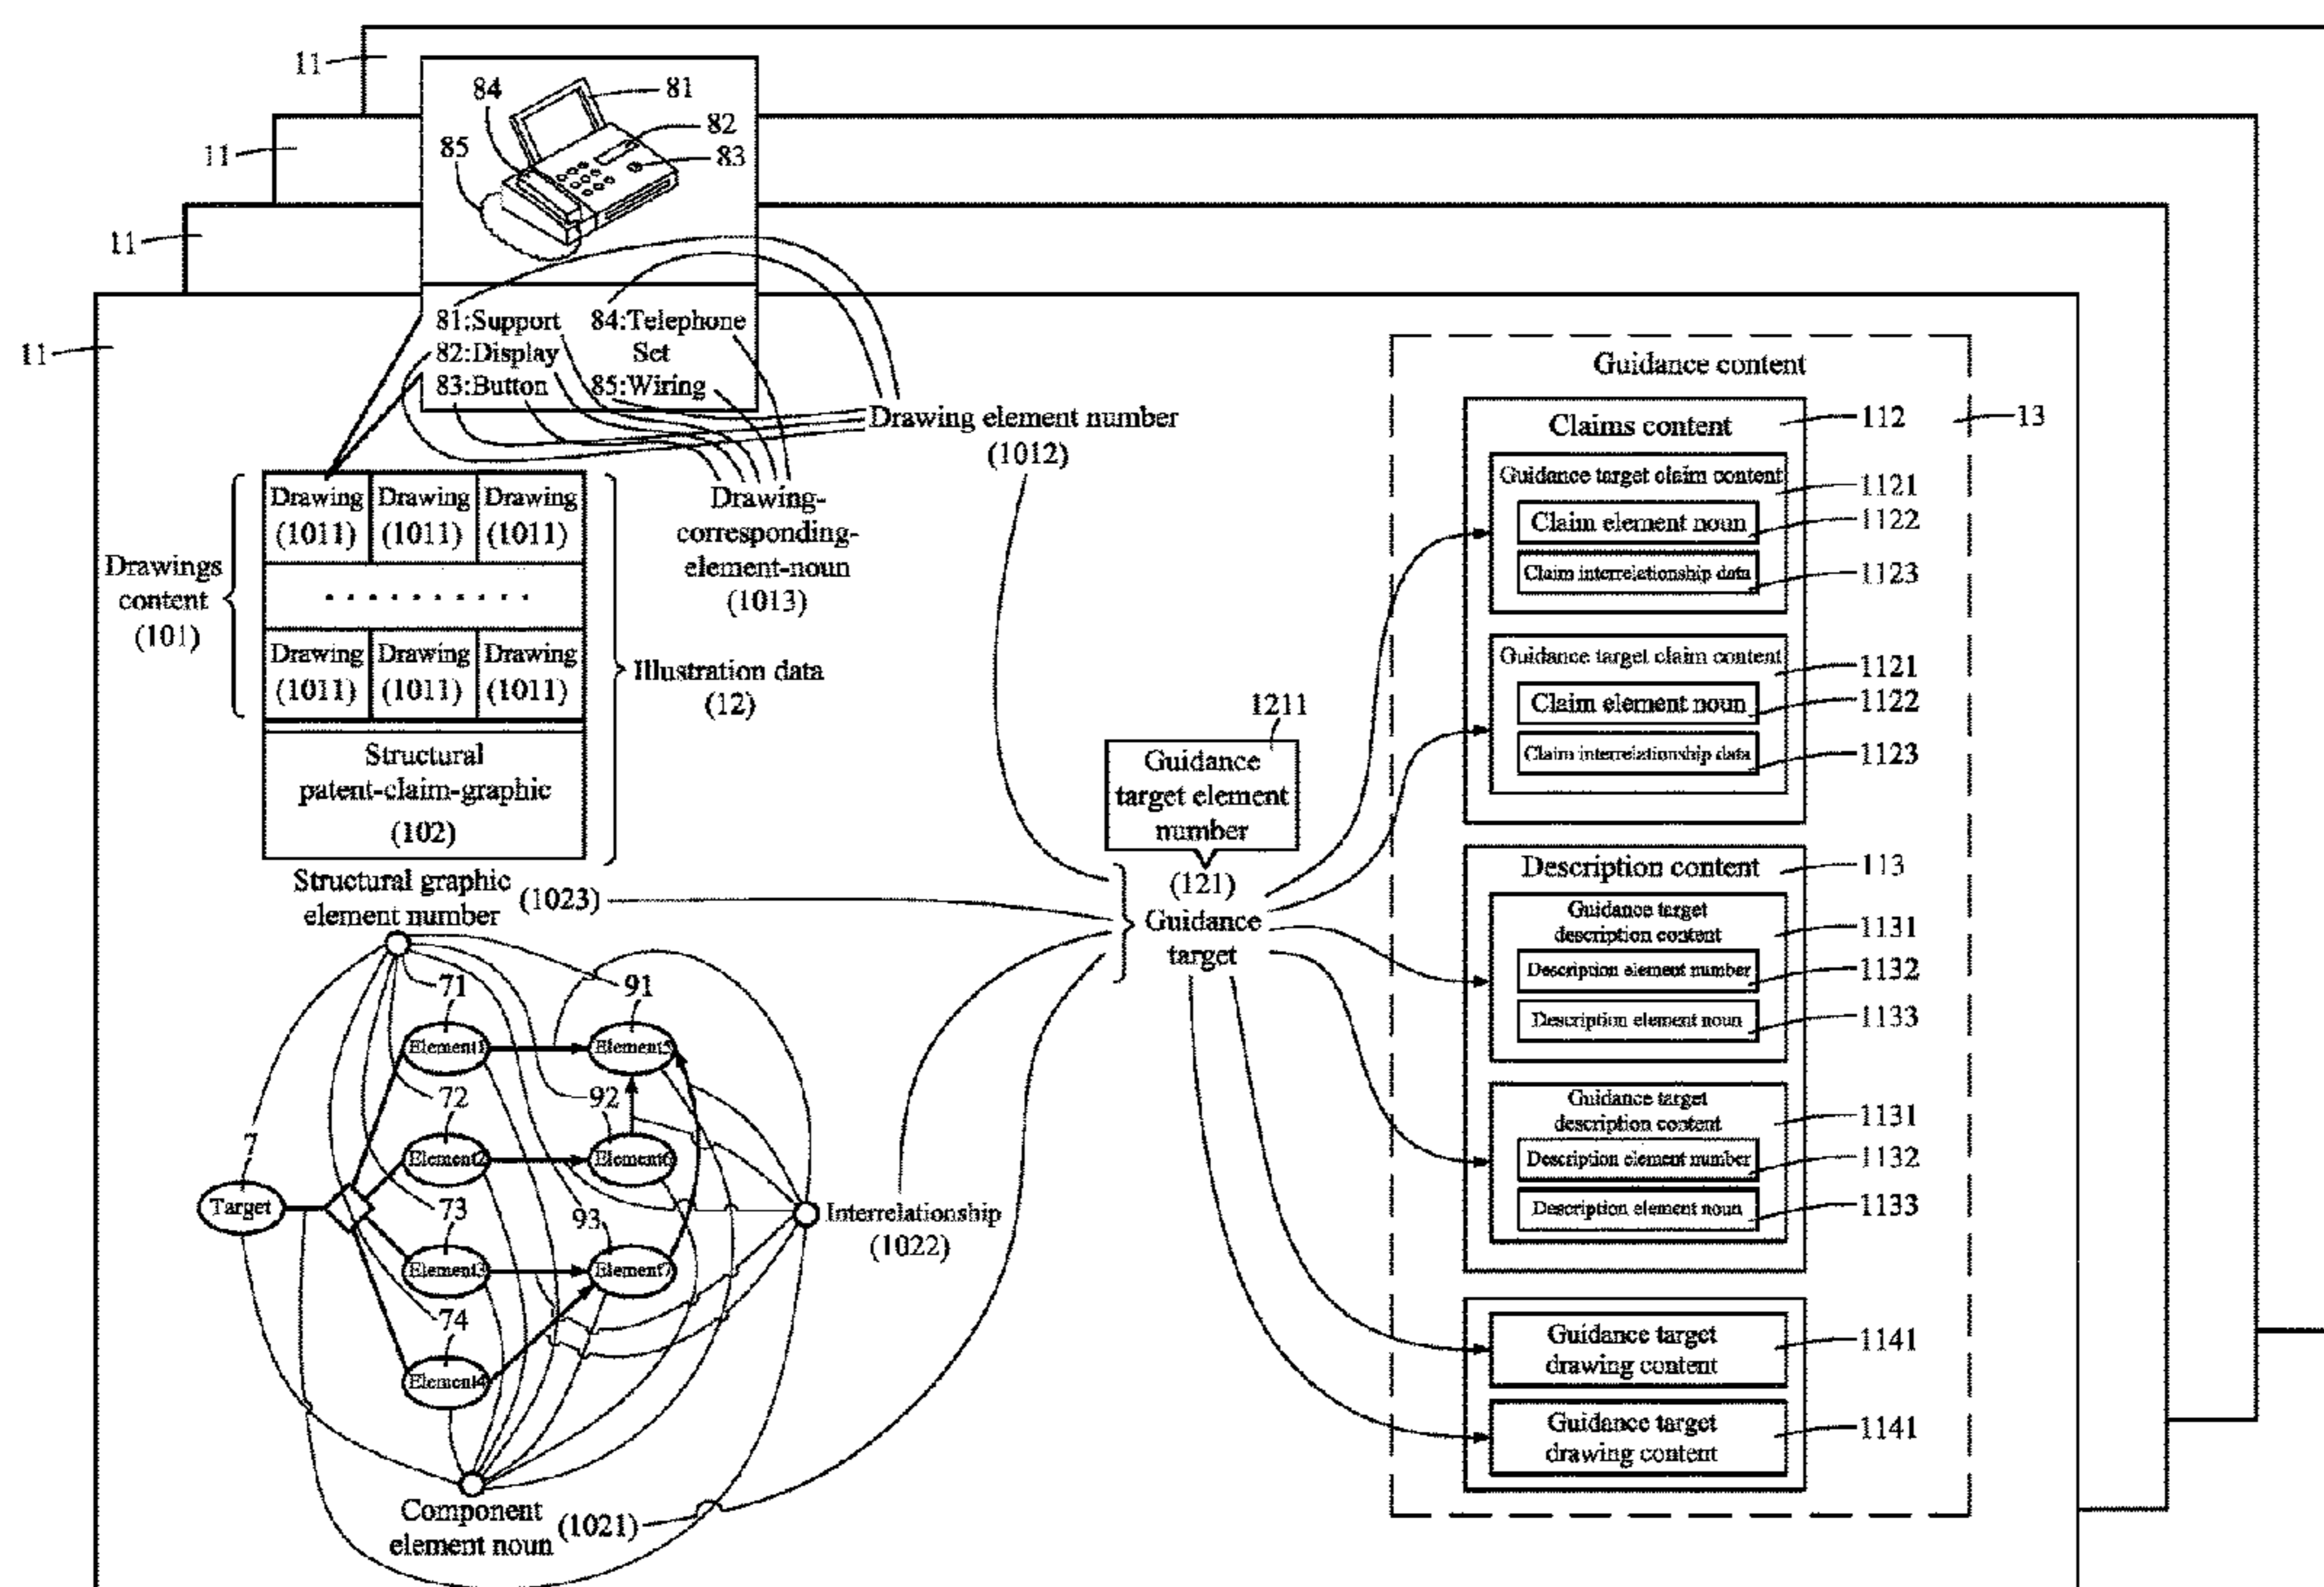 11
11
11
11
84
81
82
83
85
81:Support
82:Display
83:Button
84:Telephone
Set
85:Wiring
Drawing element number
(1012)
Drawing-
corresponding-
element-noun
(1013)
Drawings
content
(101)
Drawing
(1011)
Drawing
(1011)
Drawing
(1011)
. . . . . . . . . .
Drawing
(1011)
Drawing
(1011)
Drawing
(1011)
Illustration data
(12)
Structural
patent-claim-graphic
(102)
Structural graphic
element number
(1023)
71
91
Element1
Element5
72
92
Element2
Element6
7
Target
73
93
Element3
Element7
74
Element4
Interrelationship
(1022)
Component
element noun
(1021)
1211
Guidance
target element
number
(121)
Guidance
target
Guidance content
13
Claims content
112
Guidance target claim content
1121
Claim element noun
1122
Claim interrelationship data
1123
Guidance target claim content
1121
Claim element noun
1122
Claim interrelationship data
1123
Description content
113
Guidance target
description content
1131
Description element number
1132
Description element noun
1133
Guidance target
description content
1131
Description element number
1132
Description element noun
1133
Guidance target
drawing content
1141
Guidance target
drawing content
1141